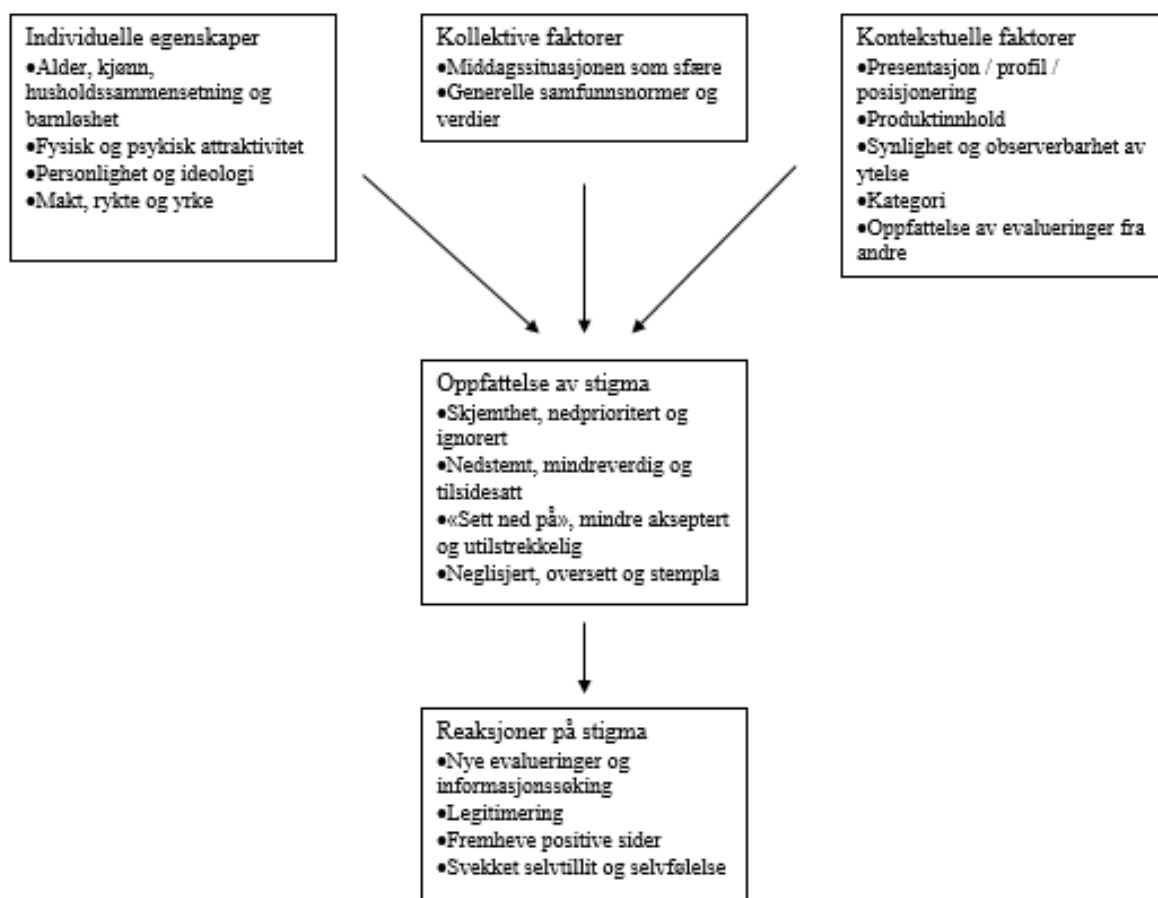 Individuelle egenskaper
•Alder, kjønn,
husholdssammensetning og
barnløshet
•Fysisk og psykisk attraktivitet
•Personlighet og ideologi
•Makt, rykte og yrke
Kollektive faktorer
•Middagssituasjonen som sfære
•Generelle samfunnsnormer og
verdier
Kontekstuelle faktorer
•Presentasjon / profil /
posisjonering
•Produktinnhold
•Synlighet og observerbarhet av
ytelse
•Kategori
•Oppfattelse av evalueringer fra
andre
Oppfattelse av stigma
•Skjemthet, nedprioritert og
ignorert
•Nedstemt, mindreverdig og
tilsidesatt
•«Sett ned på», mindre akseptert
og utilstrekkelig
•Neglisjert, oversett og stempla
Reaksjoner på stigma
•Nye evalueringer og
informasjonssøking
•Legitimering
•Fremheve positive sider
•Svekket selvtillit og selvfølelse